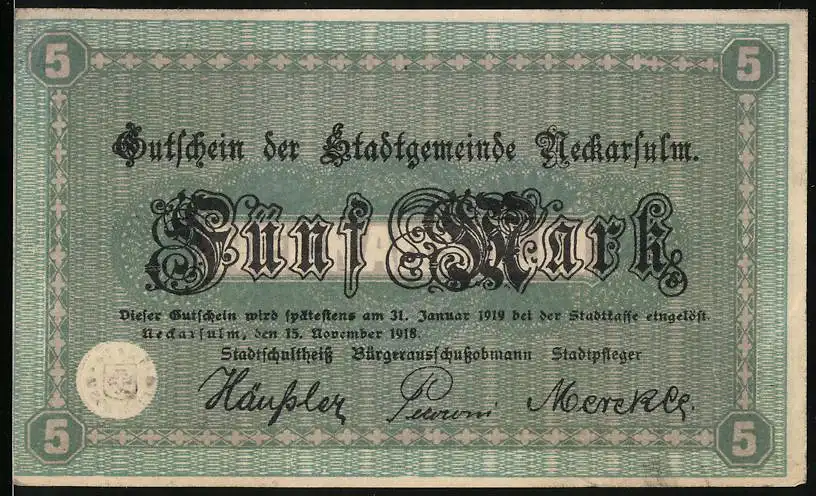 5 5
Gutschein der Stadtgemeinde Neckarsulm.
Fünf Mark
Dieser Gutschein wird spätestens am 31. Januar 1919 bei der Stadtkasse eingelöst.
Neckarsulm, den 15. November 1918.
Stadtschultheiß Bürgerausschußobmann Stadtpfleger
Häußler Merckle.
5 5